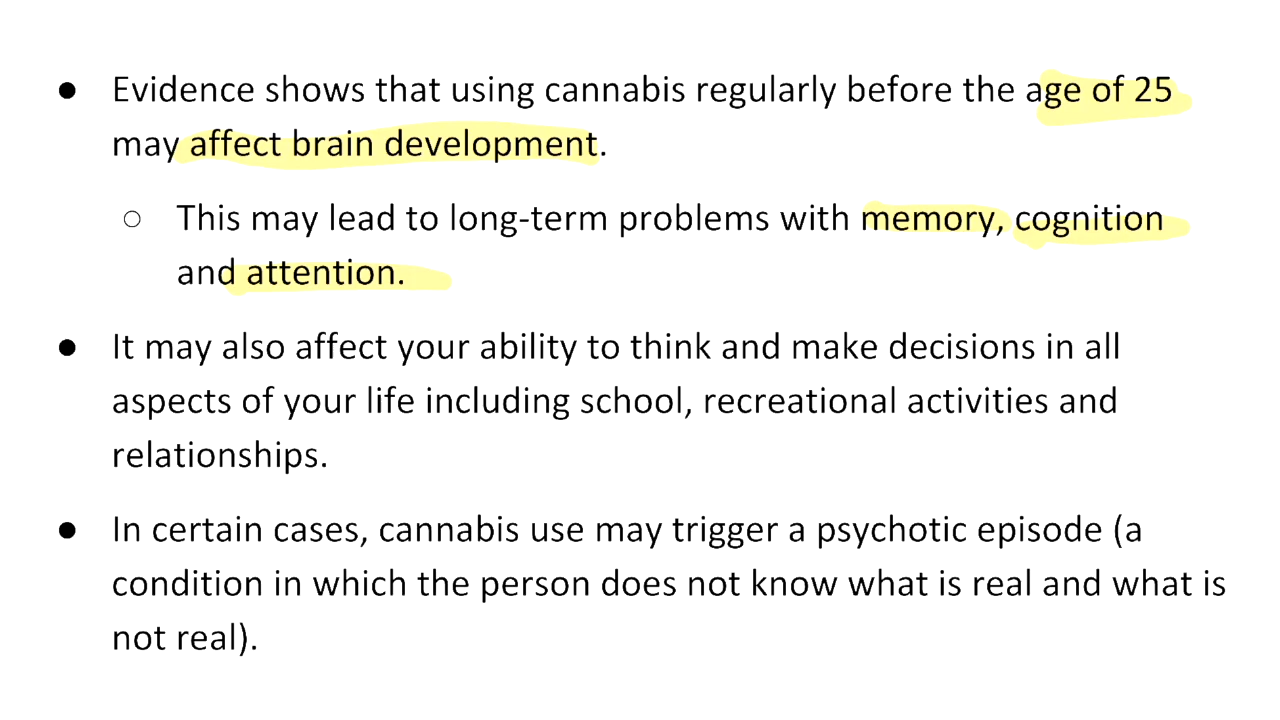 ● Evidence shows that using cannabis regularly before the age of 25
may affect brain development.
○ This may lead to long-term problems with memory, cognition
and attention.
● It may also affect your ability to think and make decisions in all
aspects of your life including school, recreational activities and
relationships.
● In certain cases, cannabis use may trigger a psychotic episode (a
condition in which the person does not know what is real and what is
not real).